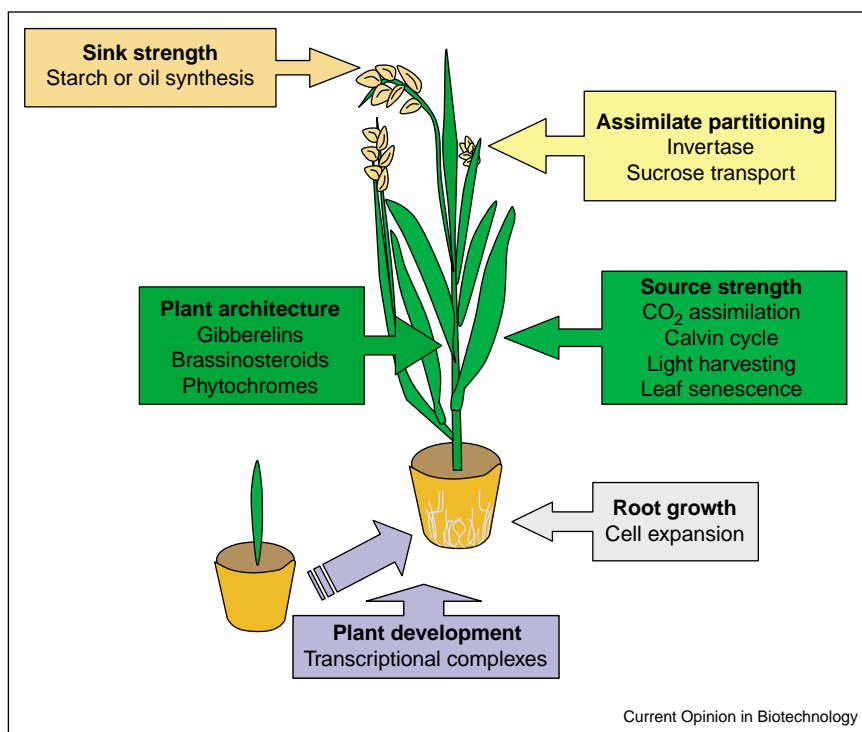 Sink strength
Starch or oil synthesis
Assimilate partitioning
Invertase
Sucrose transport
Plant architecture
Gibberelins
Brassinosteroids
Phytochromes
Source strength
CO₂ assimilation
Calvin cycle
Light harvesting
Leaf senescence
Root growth
Cell expansion
Plant development
Transcriptional complexes
Current Opinion in Biotechnology